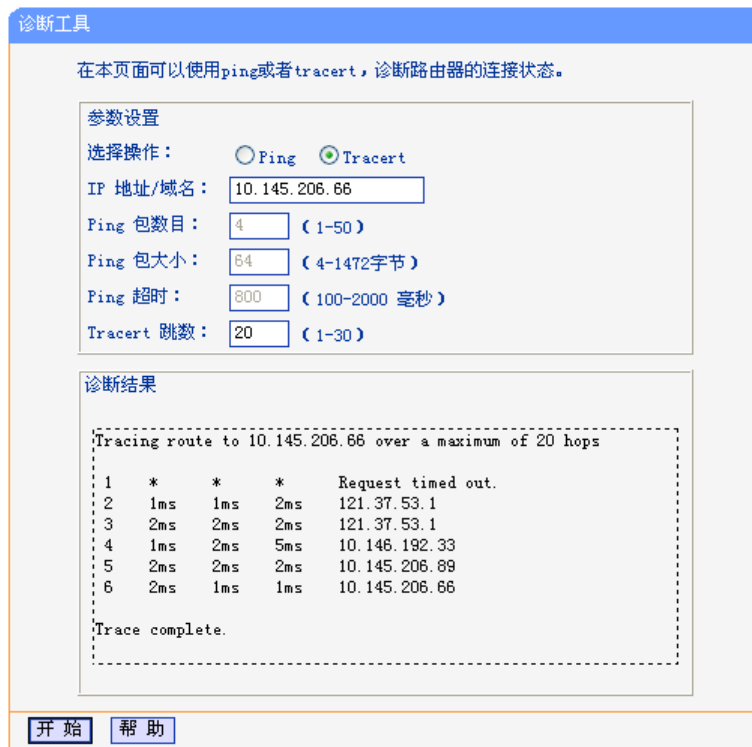 诊断工具
在本页面可以使用ping或者tracert，诊断路由器的连接状态。
参数设置
选择操作： Ping Tracert
IP 地址/域名： 10.145.206.66
Ping 包数目： 4 (1-50)
Ping 包大小： 64 (4-1472字节)
Ping 超时： 800 (100-2000 毫秒)
Tracert 跳数： 20 (1-30)
诊断结果
Tracing route to 10.145.206.66 over a maximum of 20 hops
1 * * * Request timed out.
2 1ms 1ms 2ms 121.37.53.1
3 2ms 2ms 2ms 121.37.53.1
4 1ms 2ms 5ms 10.146.192.33
5 2ms 2ms 2ms 10.145.206.89
6 2ms 1ms 1ms 10.145.206.66
Trace complete.
开 始 帮 助